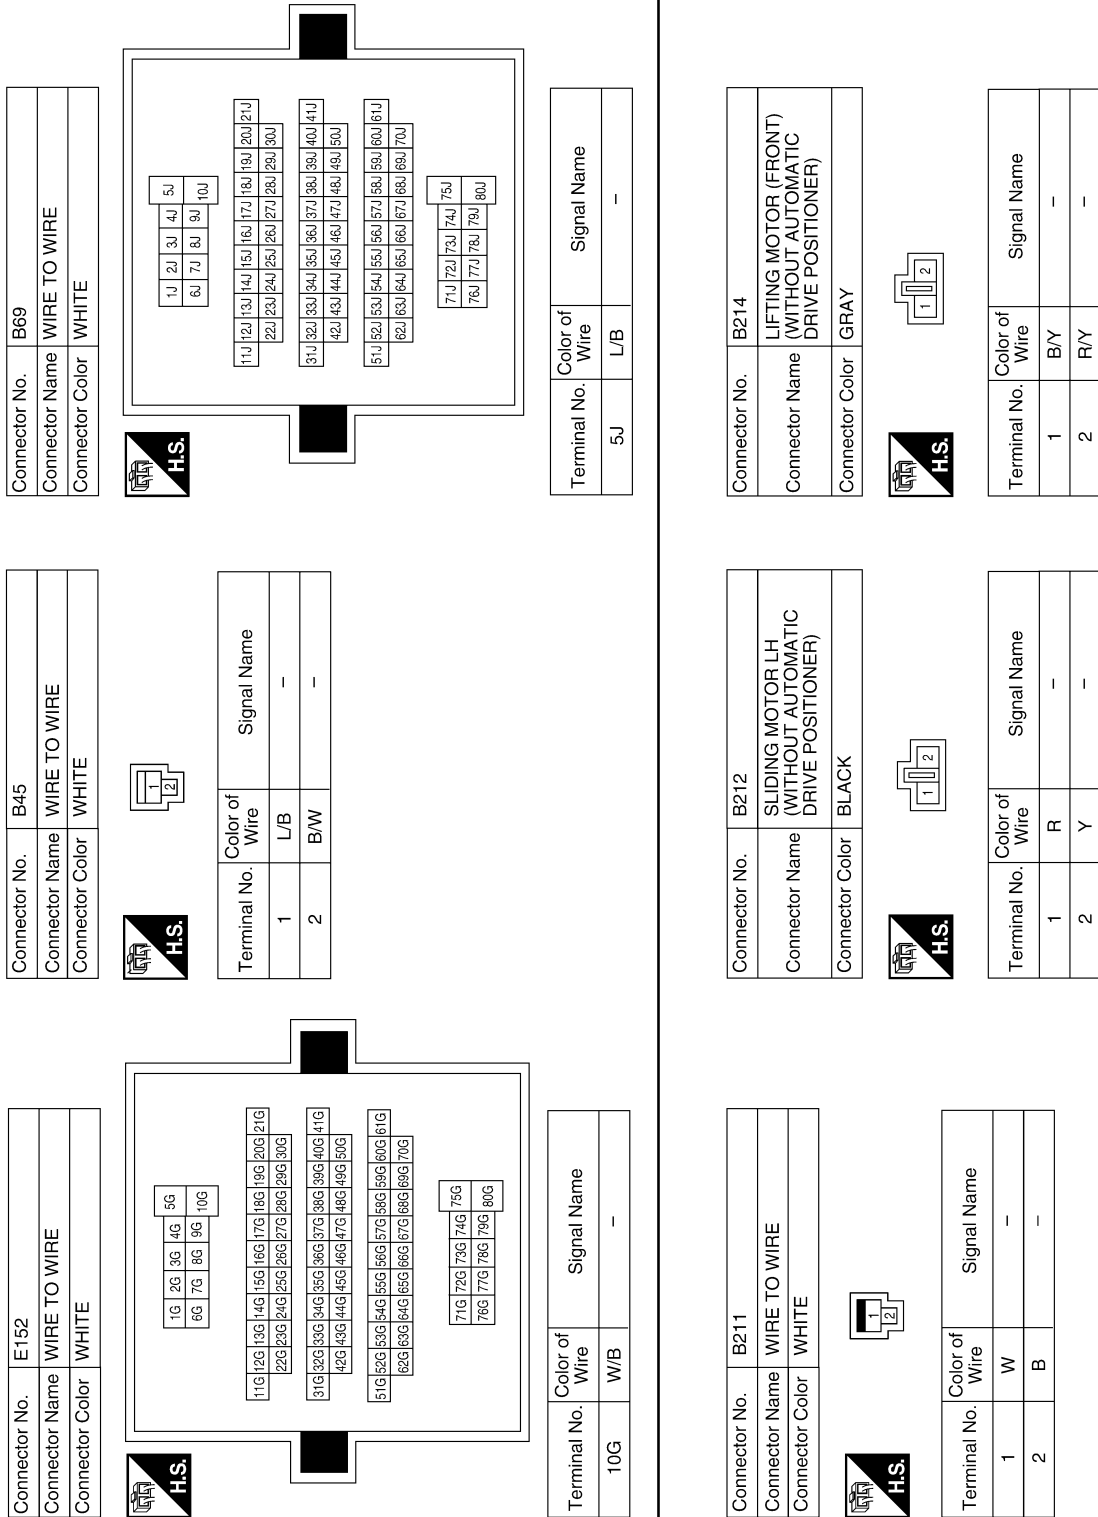 Connector No. E152
Connector Name WIRE TO WIRE
Connector Color WHITE
H.S.
1G 2G 3G 4G 5G
6G 7G 8G 9G 10G
11G 12G 13G 14G 15G 16G 17G 18G 19G 20G 21G
22G 23G 24G 25G 26G 27G 28G 29G 30G
31G 32G 33G 34G 35G 36G 37G 38G 39G 40G 41G
42G 43G 44G 45G 46G 47G 48G 49G 50G
51G 52G 53G 54G 55G 56G 57G 58G 59G 60G 61G
62G 63G 64G 65G 66G 67G 68G 69G 70G
71G 72G 73G 74G 75G
76G 77G 78G 79G 80G
Terminal No. Color of Wire Signal Name
10G W/B –
Connector No. B45
Connector Name WIRE TO WIRE
Connector Color WHITE
H.S.
1
2
Terminal No. Color of Wire Signal Name
1 L/B –
2 B/W –
Connector No. B69
Connector Name WIRE TO WIRE
Connector Color WHITE
H.S.
1J 2J 3J 4J 5J
6J 7J 8J 9J 10J
11J 12J 13J 14J 15J 16J 17J 18J 19J 20J 21J
22J 23J 24J 25J 26J 27J 28J 29J 30J
31J 32J 33J 34J 35J 36J 37J 38J 39J 40J 41J
42J 43J 44J 45J 46J 47J 48J 49J 50J
51J 52J 53J 54J 55J 56J 57J 58J 59J 60J 61J
62J 63J 64J 65J 66J 67J 68J 69J 70J
71J 72J 73J 74J 75J
76J 77J 78J 79J 80J
Terminal No. Color of Wire Signal Name
5J L/B –
Connector No. B211
Connector Name WIRE TO WIRE
Connector Color WHITE
H.S.
1
2
Terminal No. Color of Wire Signal Name
1 W –
2 B –
Connector No. B212
Connector Name SLIDING MOTOR LH
(WITHOUT AUTOMATIC
DRIVE POSITIONER)
Connector Color BLACK
H.S.
1 2
Terminal No. Color of Wire Signal Name
1 R –
2 Y –
Connector No. B214
Connector Name LIFTING MOTOR (FRONT)
(WITHOUT AUTOMATIC
DRIVE POSITIONER)
Connector Color GRAY
H.S.
1 2
Terminal No. Color of Wire Signal Name
1 B/Y –
2 R/Y –